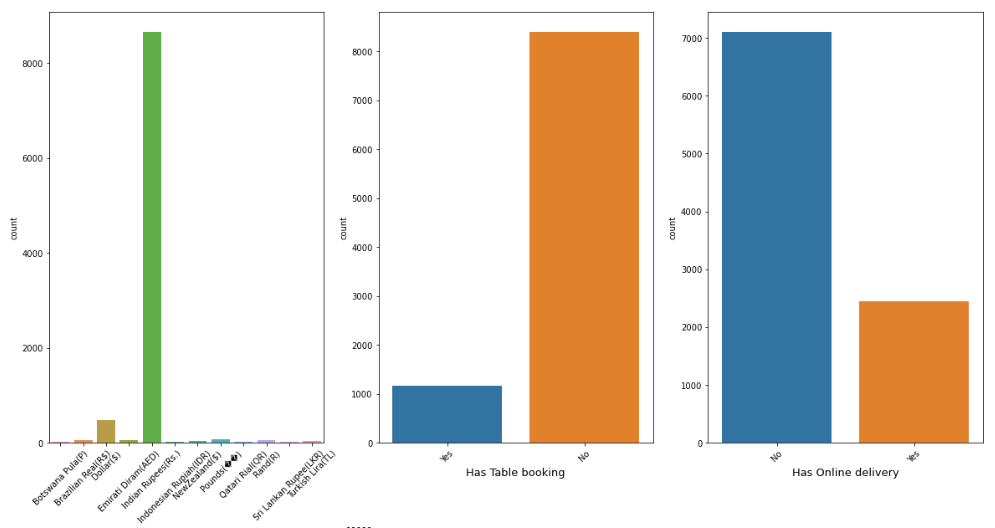 8000
6000
4000
2000
0
count
Botswana Pula(P)
Brazilian Real(R$)
Dollar($)
Emirati Diram(AED)
Indian Rupees(Rs.)
Indonesian Rupiah(IDR)
NewZealand($)
Pounds(��)
Qatari Rial(QR)
Rand(R)
Sri Lankan Rupee(LKR)
Turkish Lira(TL)
8000
7000
6000
5000
4000
3000
2000
1000
0
count
Yes
No
Has Table booking
7000
6000
5000
4000
3000
2000
1000
0
count
No
Yes
Has Online delivery